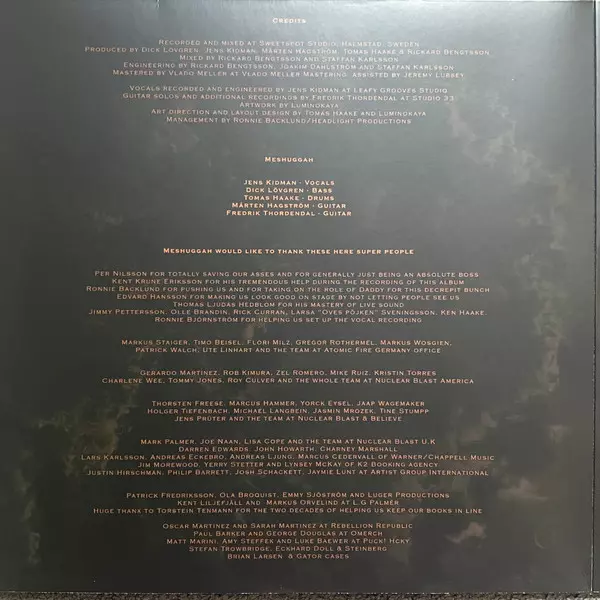 Credits
Recorded and mixed at Sweetspot Studio, Halmstad, Sweden
Produced by Dick Lövgren, Jens Kidman, Mårten Hagström, Tomas Haake & Rickard Bengtsson
Mixed by Rickard Bengtsson and Staffan Karlsson
Engineering by Rickard Bengtsson, Joakim Dahlström and Staffan Karlsson
Mastered by Vlado Meller at Vlado Meller Mastering, assisted by Jeremy Lubsey
Vocals recorded and engineered by Jens Kidman at Leafy Grooves Studio
Guitar solos and additional recordings by Fredrik Thordendal at Studio 33
Artwork by Luminokaya
Art direction and layout design by Tomas Haake and Luminokaya
Management by Ronnie Backlund/Headlight Productions
Meshuggah
Jens Kidman - Vocals
Dick Lövgren - Bass
Tomas Haake - Drums
Mårten Hagström - Guitar
Fredrik Thordendal - Guitar
Meshuggah would like to thank these here super people
Per Nilsson for totally saving our asses and for generally just being an absolute boss
Kent Krune Eriksson for his tremendous help during the recording of this album
Ronnie Backlund for pushing us and for taking on the role of Daddy for this decrepit bunch
Edvard Hansson for making us look good on stage by not letting people see us
Thomas Ljudas Hedblom for his mastery of live sound
Jimmy Pettersson, Olle Brandin, Rick Curran, Larsa "Oves Pöjken" Sveningsson, Ken Haake,
Ronnie Björnström for helping us set up the vocal recording
Markus Staiger, Timo Beisel, Flori Milz, Gregor Rothermel, Markus Wosgien,
Patrick Walch, Ute Linhart and the team at Atomic Fire Germany office
Gerardo Martinez, Rob Kimura, Zel Romero, Mike Ruiz, Kristin Torres
Charlene Wee, Tommy Jones, Roy Culver and the whole team at Nuclear Blast America
Thorsten Freese, Marcus Hammer, Yorck Eysel, Jaap Wagemaker
Holger Tiefenbach, Michael Langbein, Jasmin Mrozek, Tine Stumpp
Jens Prüter and the team at Nuclear Blast & Believe
Mark Palmer, Joe Naan, Lisa Cope and the team at Nuclear Blast U.K
Darren Edwards, John Howarth, Charney Marshall
Lars Karlsson, Andreas Eckebro, Andreas Ljung, Marcus Cedervall of Warner/Chappell Music
Jim Morewood, Yerry Stetter and Lynsey McKay of K2 Booking Agency
Justin Hirschman, Philip Barrett, Josh Schackett, Jaymie Lunt at Artist Group International
Patrick Fredriksson, Ola Broquist, Emmy Sjöström and Luger Productions
Kent Liljefjäll and Markus Orvelind at L.G Palmér
Huge thank to Torstein Tenmann for the two decades of helping us keep our books in line
Oscar Martinez and Sarah Martinez at Rebellion Republic
Paul Barker and George Douglas at Omerch
Matt Marini, Amy Steffek and Luke Baewer at Puck! Hcky
Stefan Trowbridge, Eckhard Doll & Steinberg
Brian Larsen & Gator cases